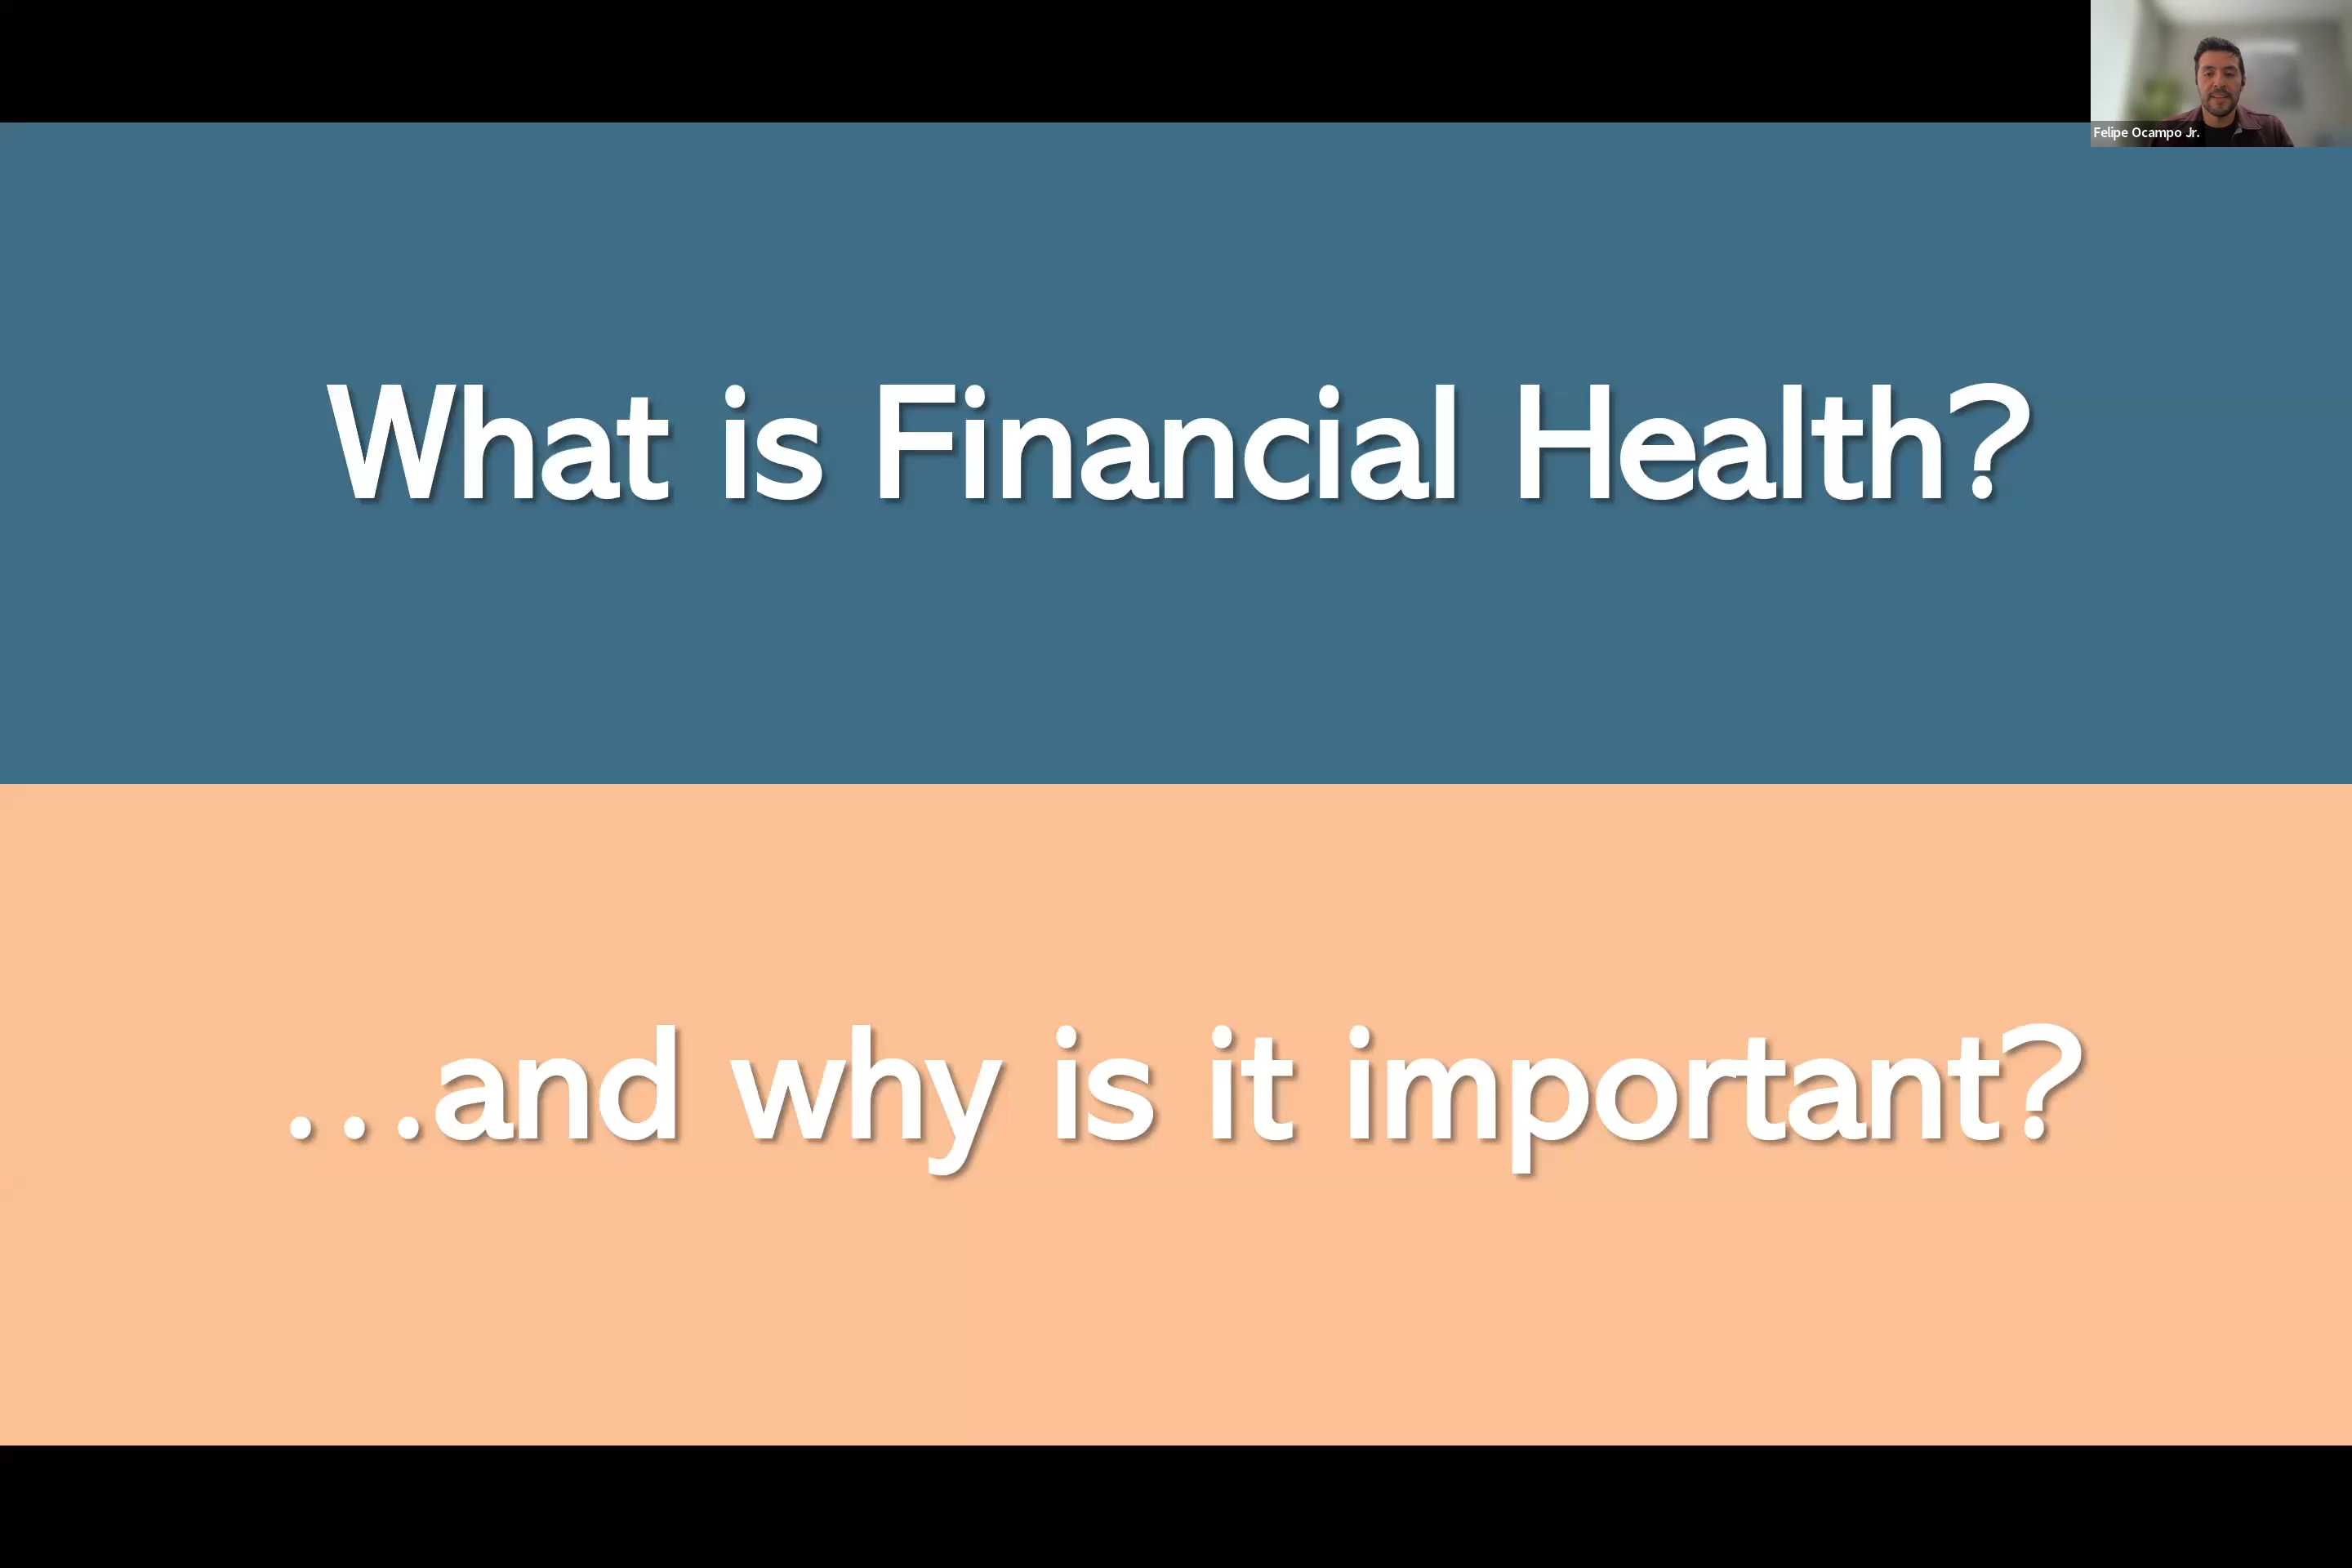 Felipe Ocampo Jr.
What is Financial Health?
...and why is it important?